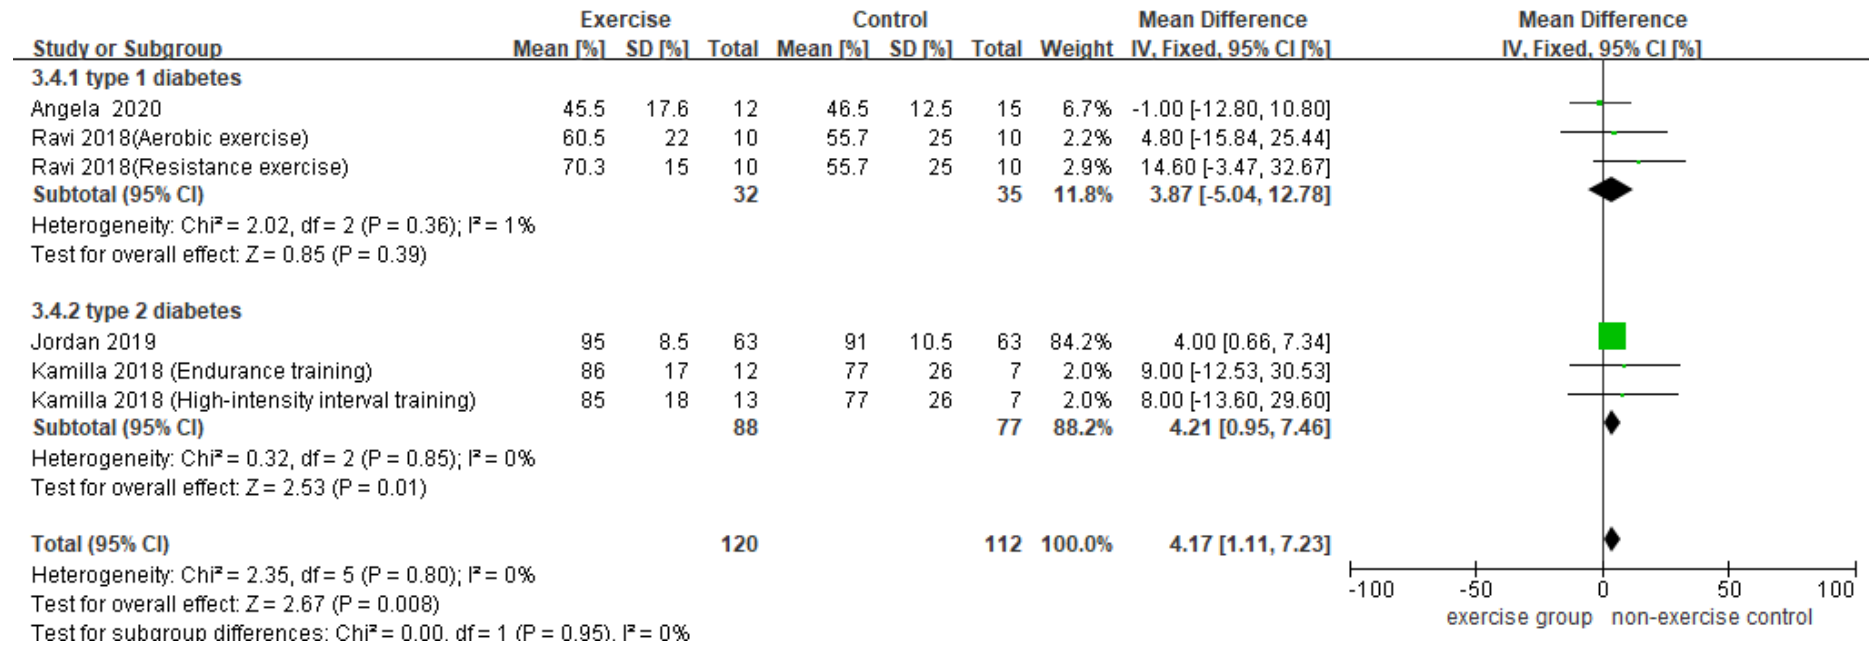 Exercise Control Mean Difference Mean Difference
Study or Subgroup Mean [%] SD [%] Total Mean [%] SD [%] Total Weight IV, Fixed, 95% CI [%] IV, Fixed, 95% CI [%]
3.4.1 type 1 diabetes
Angela 2020 45.5 17.6 12 46.5 12.5 15 6.7% -1.00 [-12.80, 10.80]
Ravi 2018(Aerobic exercise) 60.5 22 10 55.7 25 10 2.2% 4.80 [-15.84, 25.44]
Ravi 2018(Resistance exercise) 70.3 15 10 55.7 25 10 2.9% 14.60 [-3.47, 32.67]
Subtotal (95% CI) 32 35 11.8% 3.87 [-5.04, 12.78]
Heterogeneity: Chi² = 2.02, df = 2 (P = 0.36); I² = 1%
Test for overall effect: Z = 0.85 (P = 0.39)
3.4.2 type 2 diabetes
Jordan 2019 95 8.5 63 91 10.5 63 84.2% 4.00 [0.66, 7.34]
Kamilla 2018 (Endurance training) 86 17 12 77 26 7 2.0% 9.00 [-12.53, 30.53]
Kamilla 2018 (High-intensity interval training) 85 18 13 77 26 7 2.0% 8.00 [-13.60, 29.60]
Subtotal (95% CI) 88 77 88.2% 4.21 [0.95, 7.46]
Heterogeneity: Chi² = 0.32, df = 2 (P = 0.85); I² = 0%
Test for overall effect: Z = 2.53 (P = 0.01)
Total (95% CI) 120 112 100.0% 4.17 [1.11, 7.23]
Heterogeneity: Chi² = 2.35, df = 5 (P = 0.80); I² = 0%
Test for overall effect: Z = 2.67 (P = 0.008)
Test for subgroup differences: Chi² = 0.00, df = 1 (P = 0.95), I² = 0%
-100 -50 0 50 100
exercise group non-exercise control